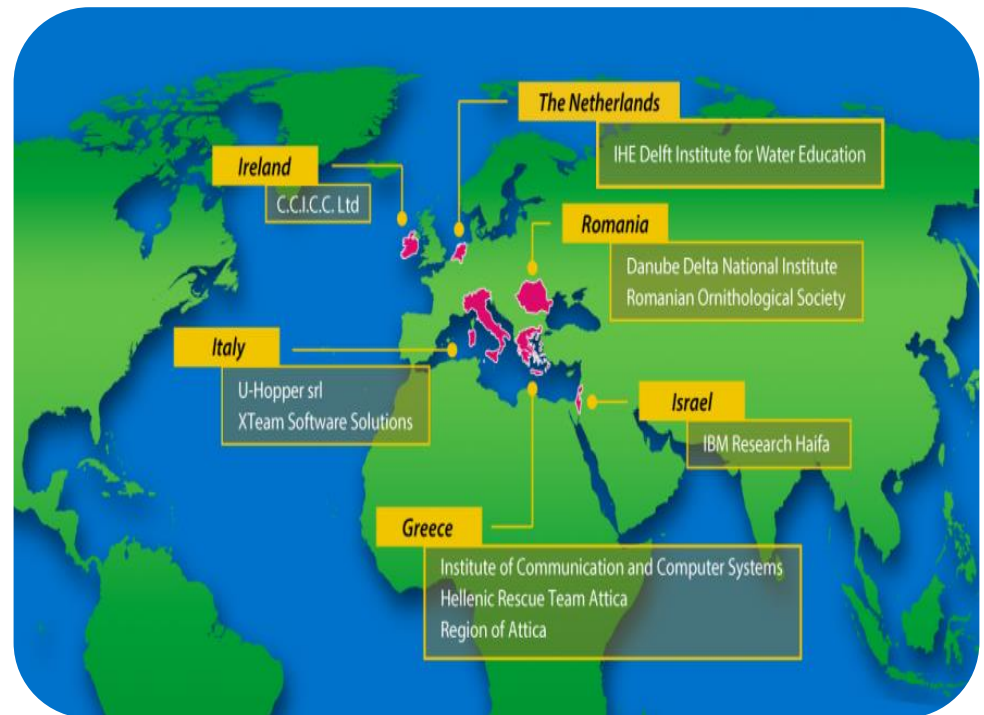 The Netherlands
IHE Delft Institute for Water Education
Ireland
C.C.I.C.C. Ltd
Romania
Danube Delta National Institute
Romanian Ornithological Society
Italy
U-Hopper srl
XTeam Software Solutions
Israel
IBM Research Haifa
Greece
Institute of Communication and Computer Systems
Hellenic Rescue Team Attica
Region of Attica